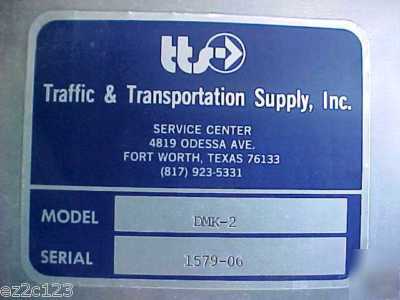 tts
Traffic & Transportation Supply, Inc.
SERVICE CENTER
4819 ODESSA AVE.
FORT WORTH, TEXAS 76133
(817) 923-5331
MODEL DMK-2
SERIAL 1579-06
ez2c123